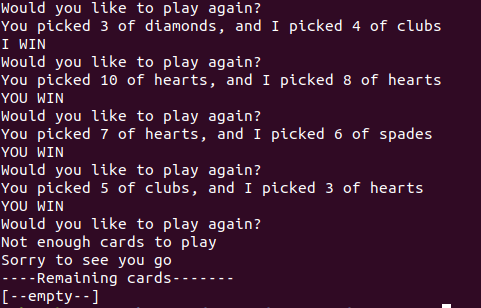 Would you like to play again?
You picked 3 of diamonds, and I picked 4 of clubs
I WIN
Would you like to play again?
You picked 10 of hearts, and I picked 8 of hearts
YOU WIN
Would you like to play again?
You picked 7 of hearts, and I picked 6 of spades
YOU WIN
Would you like to play again?
You picked 5 of clubs, and I picked 3 of hearts
YOU WIN
Would you like to play again?
Not enough cards to play
Sorry to see you go
----Remaining cards-------
[--empty--]